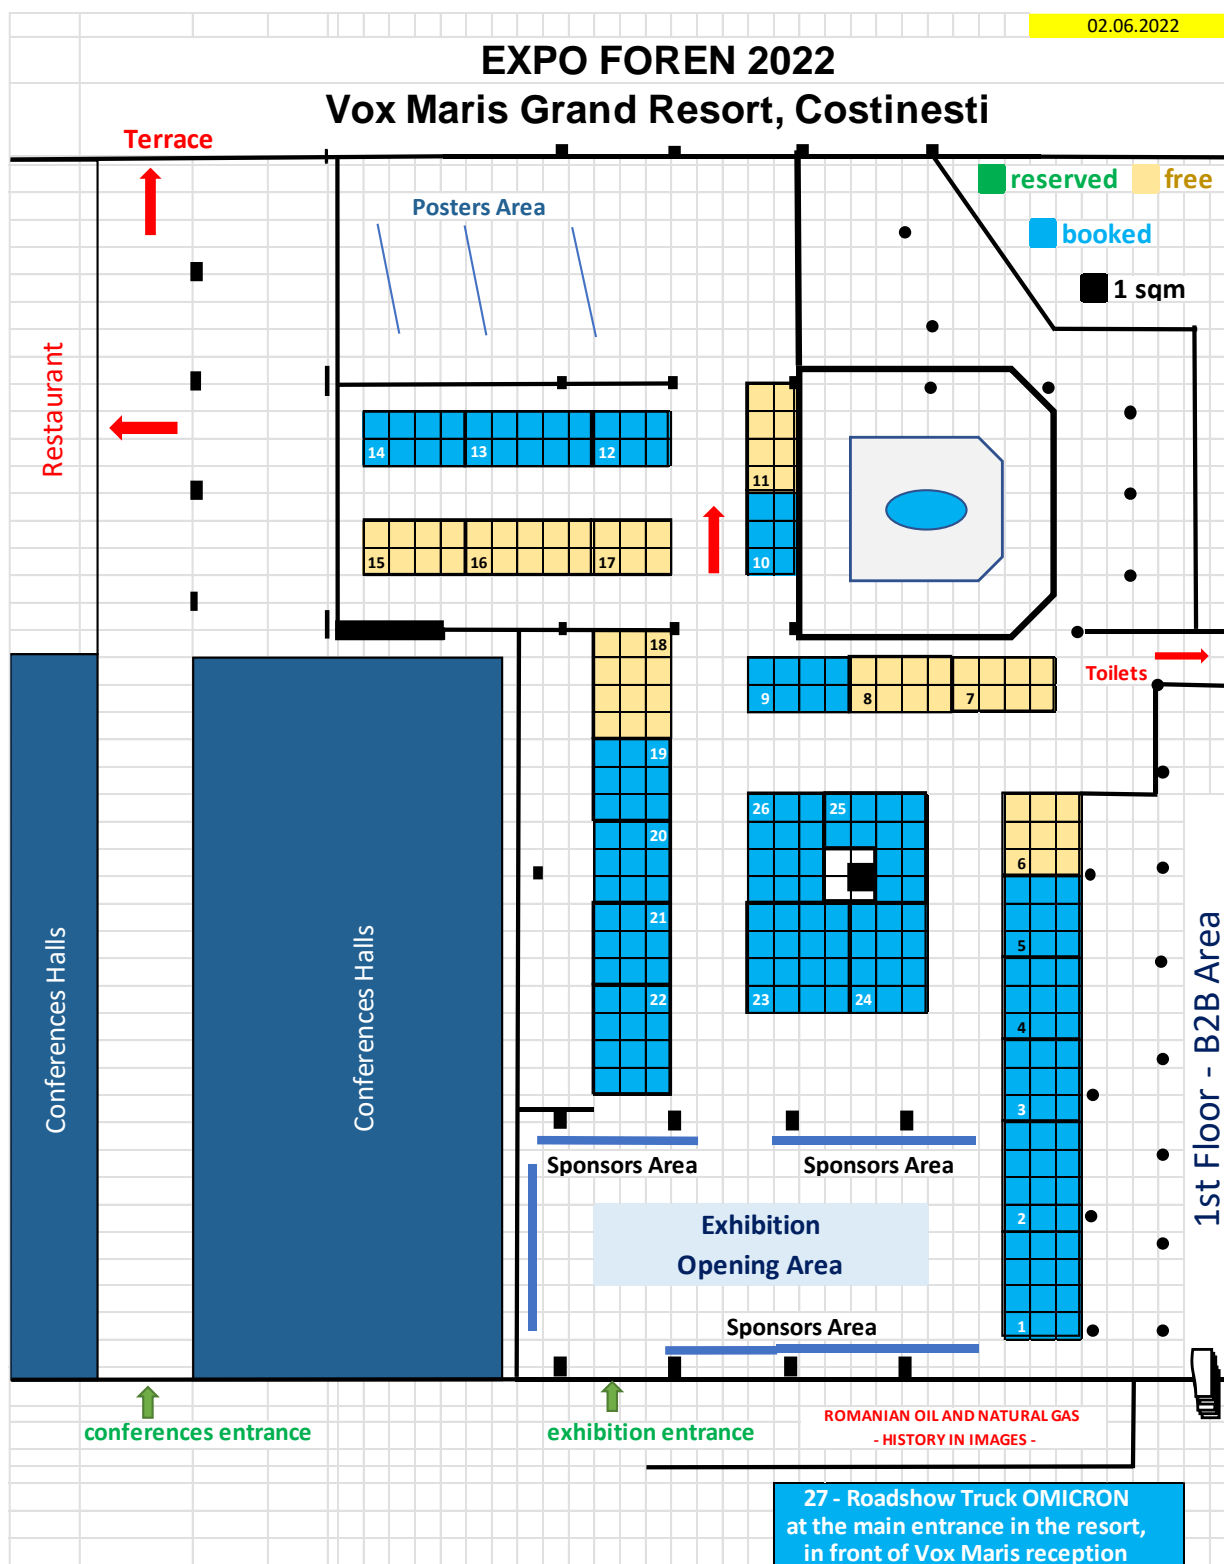 02.06.2022
EXPO FOREN 2022
Vox Maris Grand Resort, Costinesti
Terrace
reserved
free
Posters Area
booked
1 sqm
Restaurant
14
13
12
11
15
16
17
10
18
Toilets
9
8
7
19
26
25
20
6
21
5
22
23
24
4
3
Conferences Halls
Conferences Halls
1st Floor - B2B Area
Sponsors Area
Sponsors Area
2
Exhibition
Opening Area
Sponsors Area
1
conferences entrance
exhibition entrance
ROMANIAN OIL AND NATURAL GAS
- HISTORY IN IMAGES -
27 - Roadshow Truck OMICRON
at the main entrance in the resort,
in front of Vox Maris reception